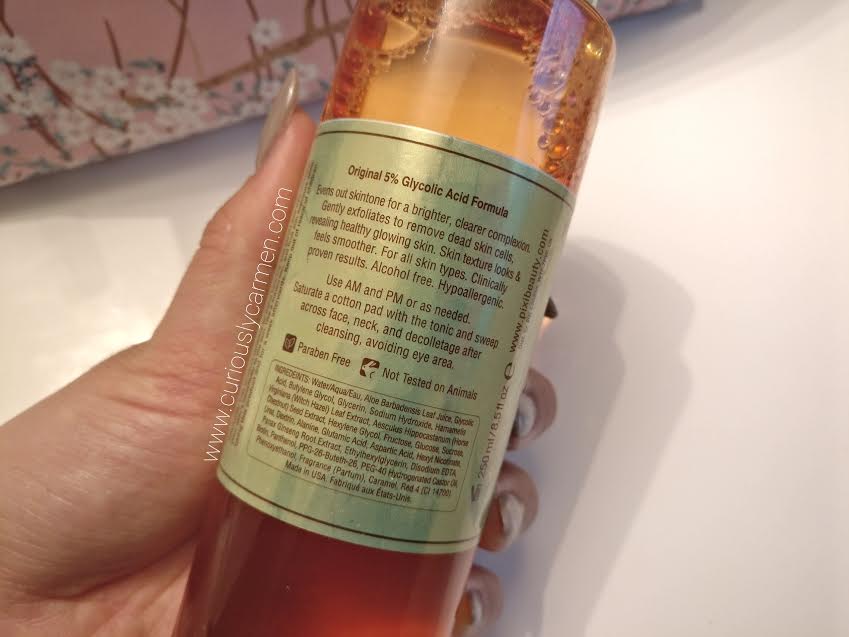 Original 5% Glycolic Acid Formula
Evens out skintone for a brighter, clearer complexion.
Gently exfoliates to remove dead skin cells,
revealing healthy glowing skin. Skin texture looks &
feels smoother. For all skin types. Clinically
proven results. Alcohol free. Hypoallergenic.
Use AM and PM or as needed.
Saturate a cotton pad with the tonic and sweep
across face, neck, and decolletage after
cleansing, avoiding eye area.
Paraben Free
Not Tested on Animals
INGREDEINTS: Water/Aqua/Eau, Aloe Barbadensis Leaf Juice, Glycolic
Acid, Butylene Glycol, Glycerin, Sodium Hydroxide, Hamamelis
Virginiana (Witch Hazel) Leaf Extract, Aesculus Hippocastanum (Horse
Chestnut) Seed Extract, Hexylene Glycol, Fructose, Glucose, Sucrose,
Urea, Dextrin, Alanine, Glutamic Acid, Aspartic Acid, Hexyl Nicotinate,
Panax Ginseng Root Extract, Ethylhexylglycerin, Disodium EDTA,
Biotin, Panthenol, PPG-26-Buteth-26, PEG-40 Hydrogenated Castor Oil,
Phenoxyethanol, Fragrance (Parfum), Caramel, Red 4 (CI 14700)
Made in USA. Fabriqué aux États-Unis.
250 ml / 8.5 fl oz e
www.pixibeauty.com
www.curiouslycarmen.com